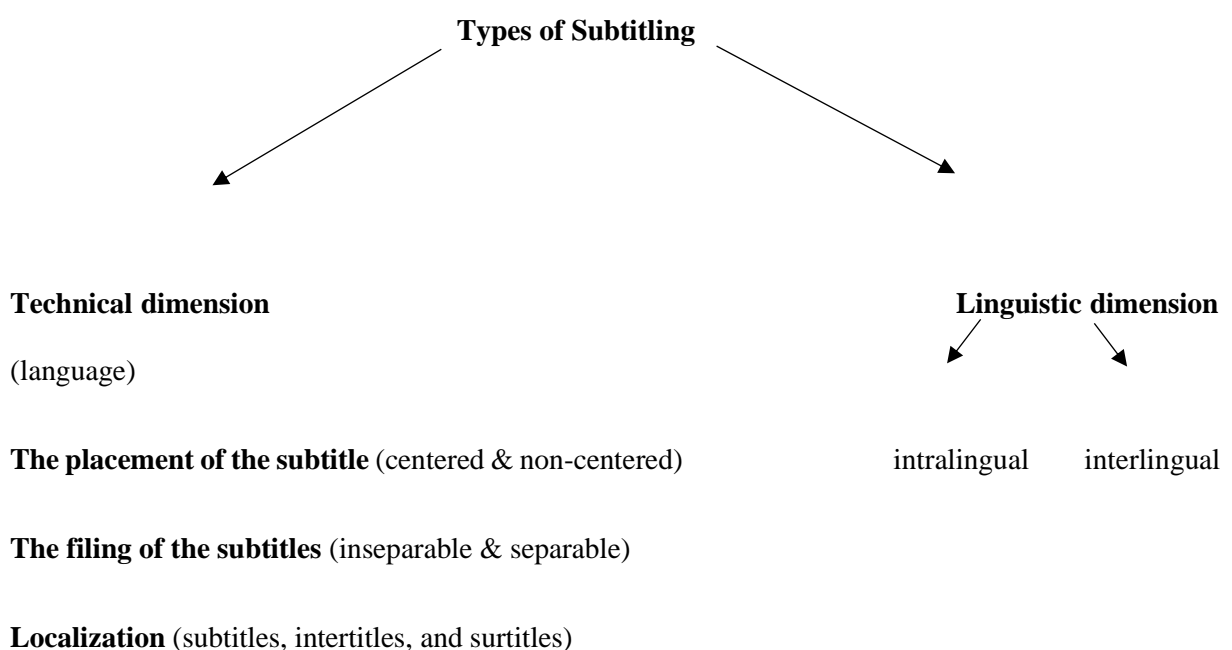 Types of Subtitling
Technical dimension Linguistic dimension
(language)
The placement of the subtitle (centered & non-centered) intralingual interlingual
The filing of the subtitles (inseparable & separable)
Localization (subtitles, intertitles, and surtitles)